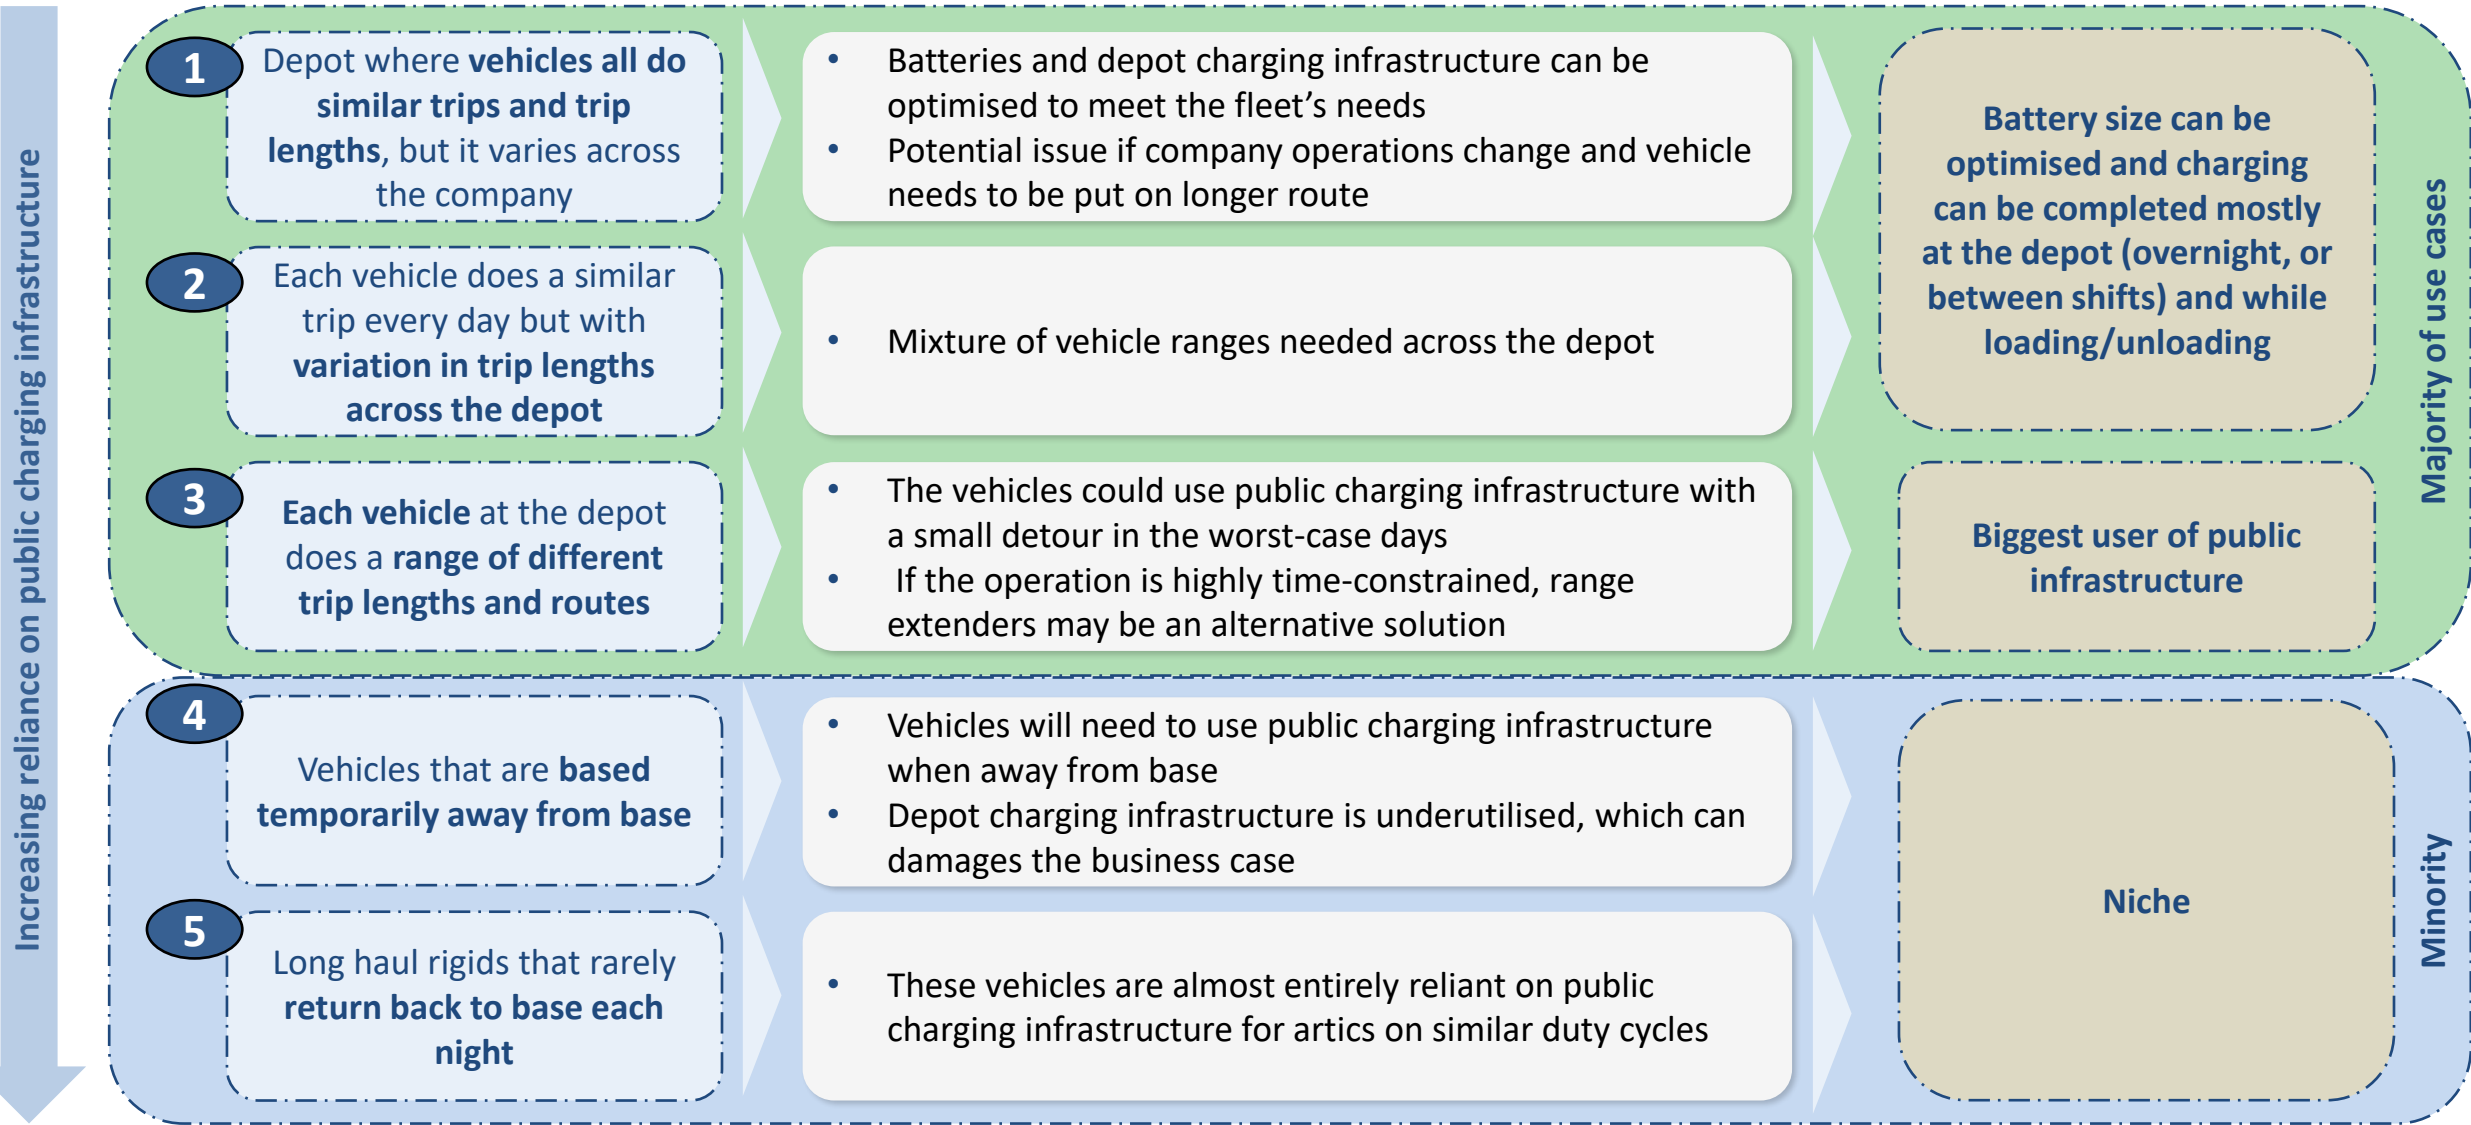 Increasing reliance on public charging infrastructure
1
Depot where vehicles all do
similar trips and trip
lengths, but it varies across
the company
• Batteries and depot charging infrastructure can be
optimised to meet the fleet’s needs
• Potential issue if company operations change and vehicle
needs to be put on longer route
Battery size can be
optimised and charging
can be completed mostly
at the depot (overnight, or
between shifts) and while
loading/unloading
Majority of use cases
2
Each vehicle does a similar
trip every day but with
variation in trip lengths
across the depot
• Mixture of vehicle ranges needed across the depot
3
Each vehicle at the depot
does a range of different
trip lengths and routes
• The vehicles could use public charging infrastructure with
a small detour in the worst-case days
• If the operation is highly time-constrained, range
extenders may be an alternative solution
Biggest user of public
infrastructure
4
Vehicles that are based
temporarily away from base
• Vehicles will need to use public charging infrastructure
when away from base
• Depot charging infrastructure is underutilised, which can
damages the business case
Niche
Minority
5
Long haul rigids that rarely
return back to base each
night
• These vehicles are almost entirely reliant on public
charging infrastructure for artics on similar duty cycles